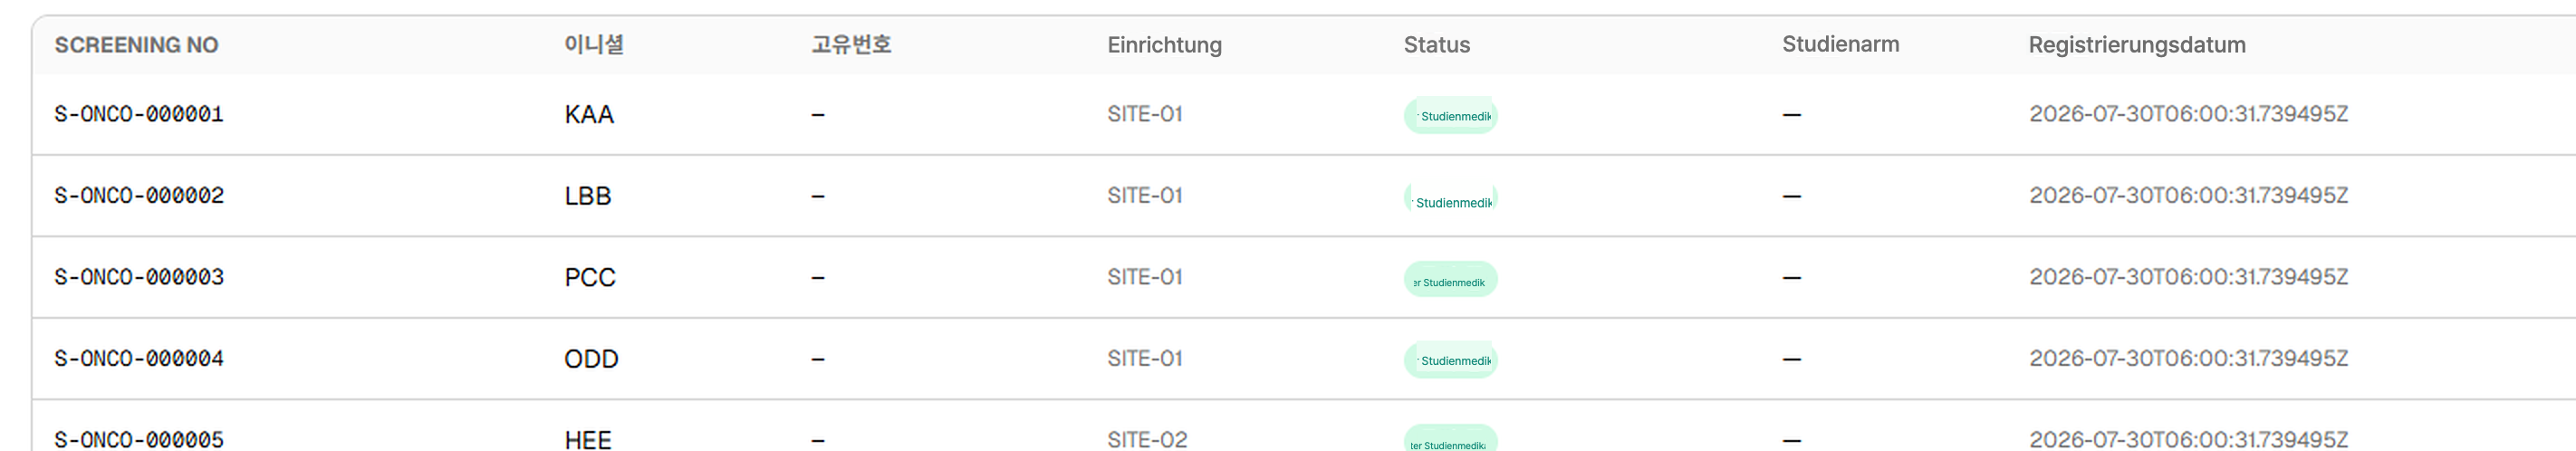 SCREENING NO 이니셜 고유번호 Einrichtung Status Studienarm Registrierungsdatum
S-ONCO-000001 KAA – SITE-01 Studienmedik — 2026-07-30T06:00:31.739495Z
S-ONCO-000002 LBB – SITE-01 Studienmedik — 2026-07-30T06:00:31.739495Z
S-ONCO-000003 PCC – SITE-01 er Studienmedik — 2026-07-30T06:00:31.739495Z
S-ONCO-000004 ODD – SITE-01 Studienmedik — 2026-07-30T06:00:31.739495Z
S-ONCO-000005 HEE – SITE-02 ter Studienmedik — 2026-07-30T06:00:31.739495Z